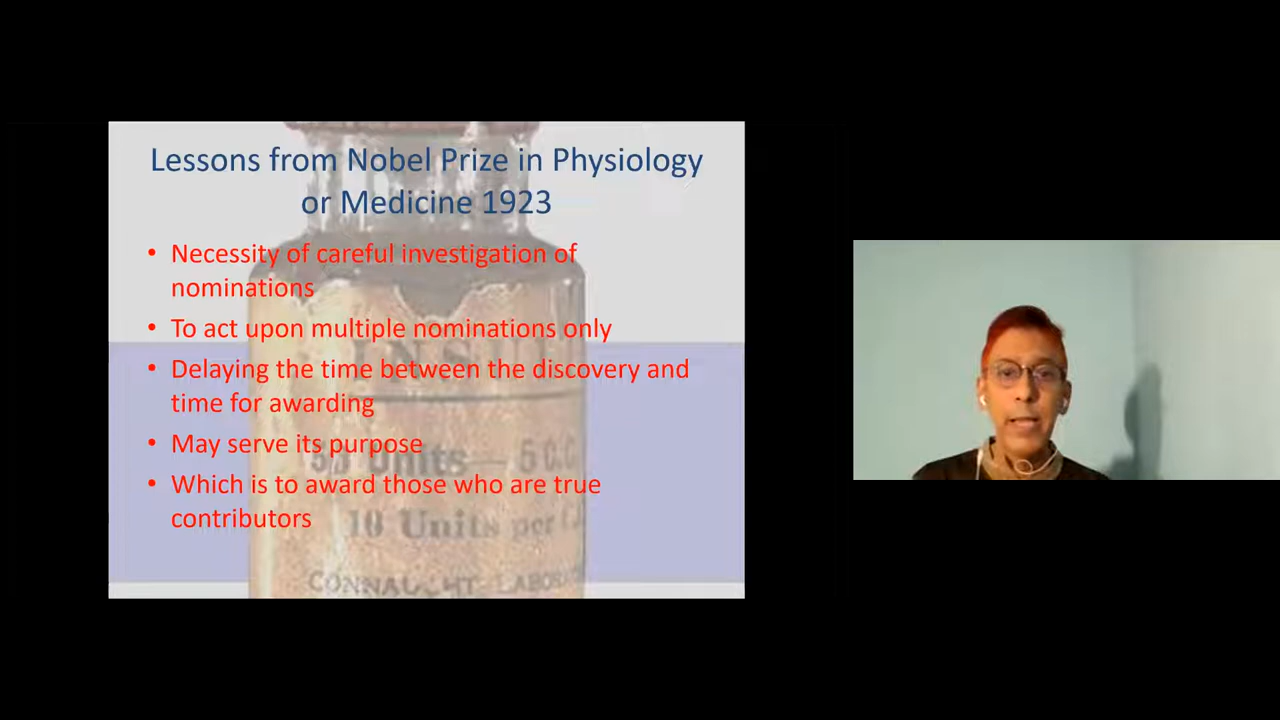 Lessons from Nobel Prize in Physiology
or Medicine 1923
• Necessity of careful investigation of
nominations
• To act upon multiple nominations only
• Delaying the time between the discovery and
time for awarding
• May serve its purpose
• Which is to award those who are true
contributors
Units— 5 C.C.
10 Units per
CONNAUGHT